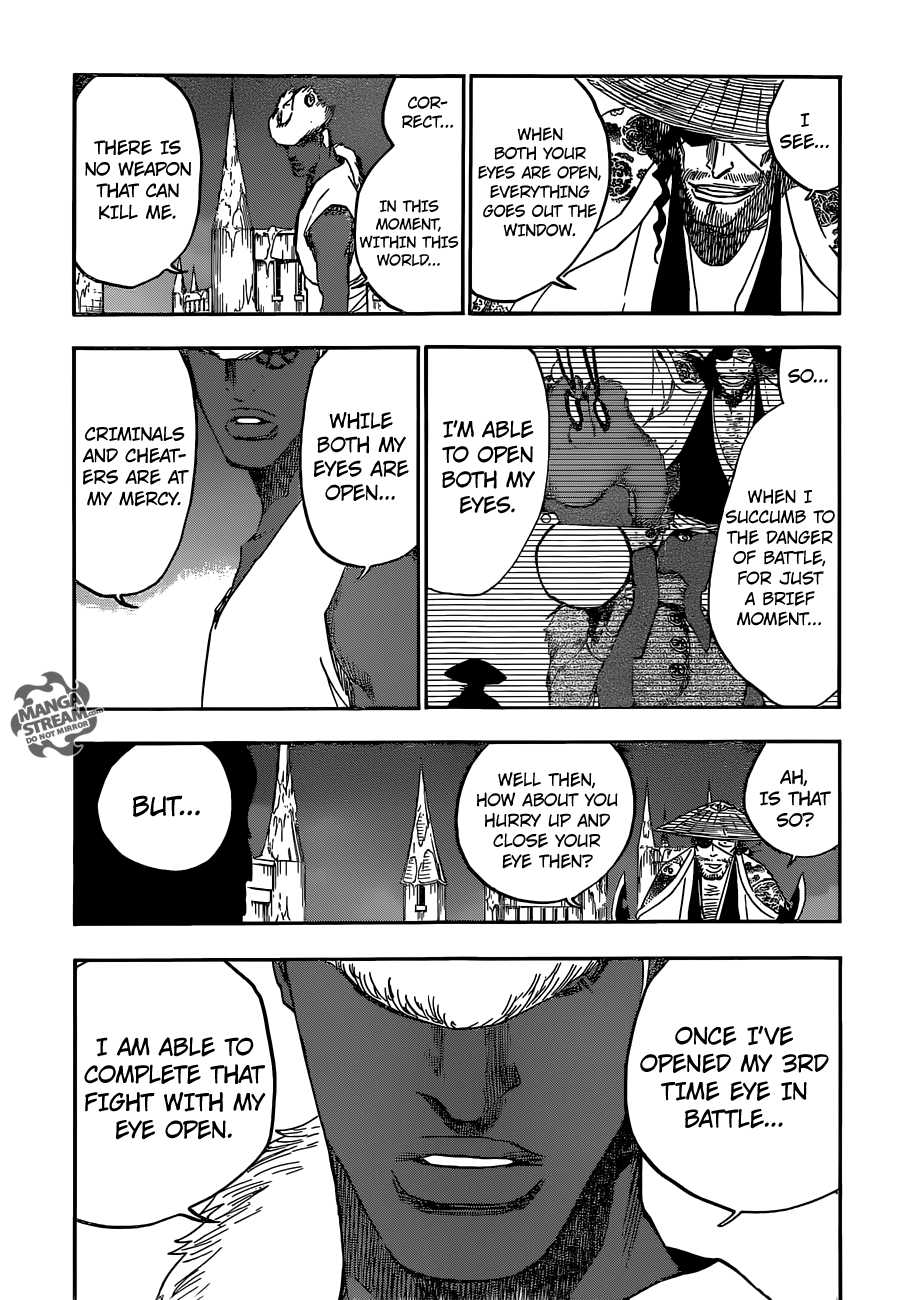 I
SEE...
WHEN
BOTH YOUR
EYES ARE OPEN,
EVERYTHING
GOES OUT THE
WINDOW.
COR-
RECT...
IN THIS
MOMENT,
WITHIN THIS
WORLD...
THERE IS
NO WEAPON
THAT CAN
KILL ME.
SO...
WHEN I
SUCCUMB TO
THE DANGER
OF BATTLE,
FOR JUST
A BRIEF
MOMENT...
I'M ABLE
TO OPEN
BOTH MY
EYES.
WHILE
BOTH MY
EYES ARE
OPEN...
CRIMINALS
AND CHEAT-
ERS ARE AT
MY MERCY.
MANGA
STREAM.com
DO NOT MIRROR
AH,
IS THAT
SO?
WELL THEN,
HOW ABOUT YOU
HURRY UP AND
CLOSE YOUR
EYE THEN?
BUT...
ONCE I'VE
OPENED MY 3RD
TIME EYE IN
BATTLE...
I AM ABLE TO
COMPLETE THAT
FIGHT WITH MY
EYE OPEN.